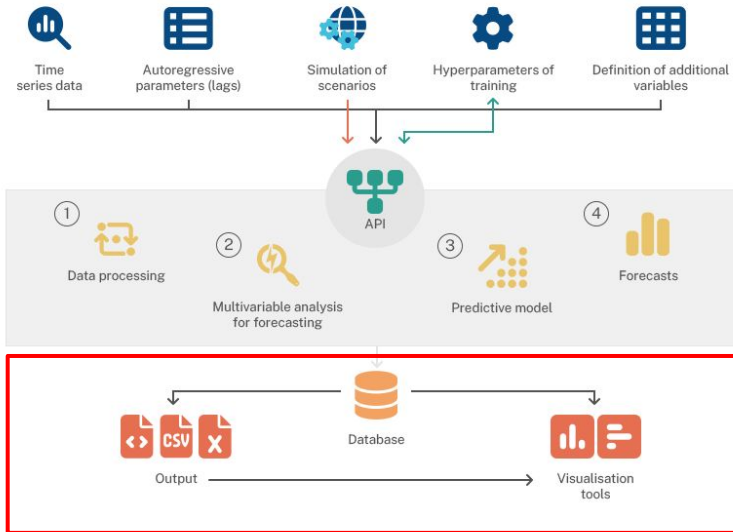 Time
series data
Autoregressive
parameters (lags)
Simulation of
scenarios
Hyperparameters of
training
Definition of additional
variables
API
1
Data processing
2
Multivariable analysis
for forecasting
3
Predictive model
4
Forecasts
CSV
X
Output
Database
Visualisation
tools